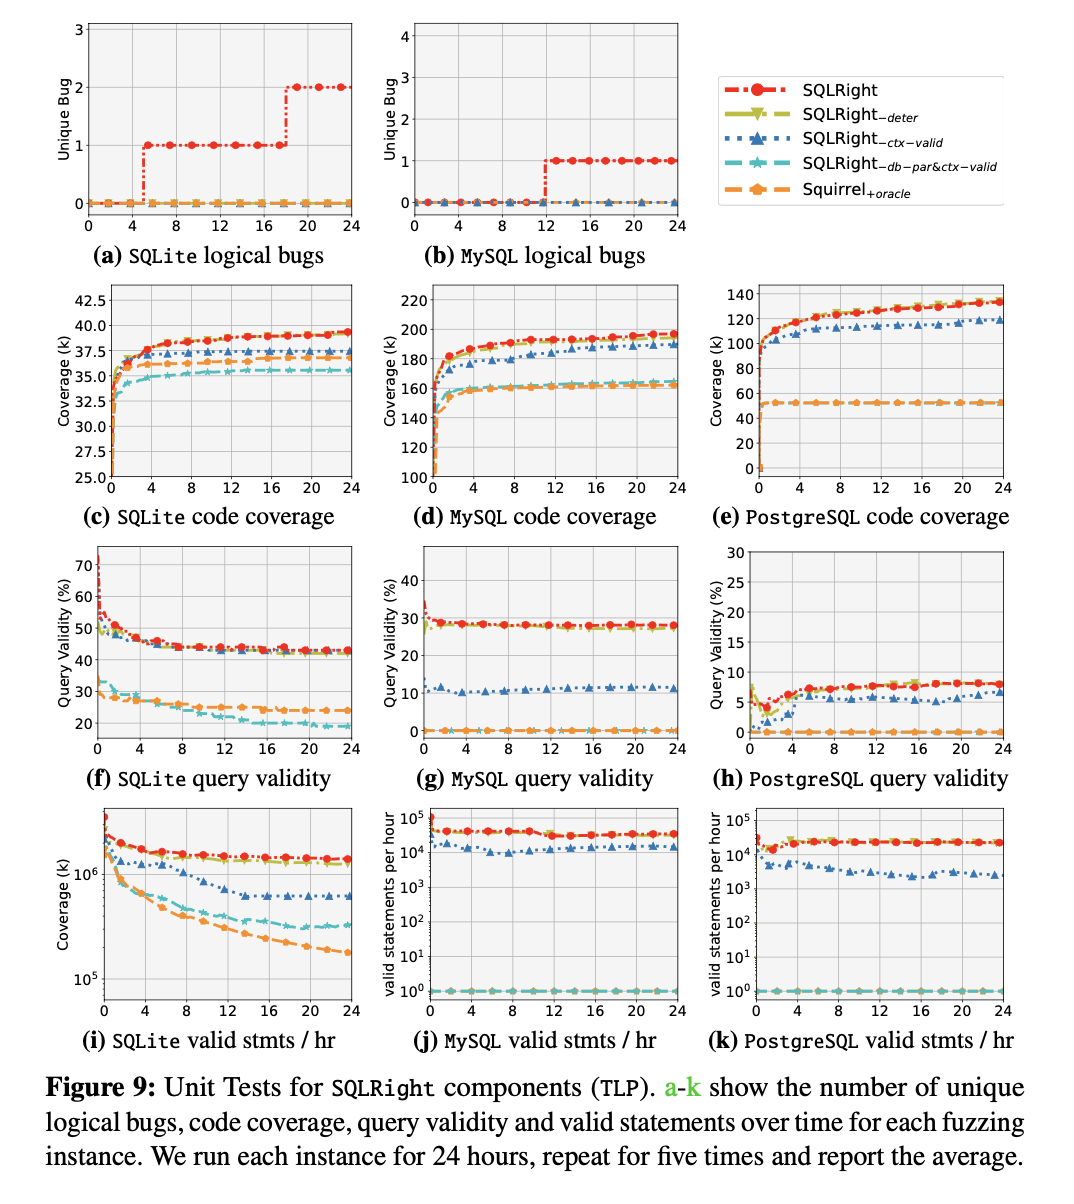 3
2
1
0
Unique Bug
0 4 8 12 16 20 24
(a) SQLite logical bugs
4
3
2
1
0
Unique Bug
0 4 8 12 16 20 24
(b) MySQL logical bugs
SQLRight
SQLRight−deter
SQLRight−ctx−valid
SQLRight−db−par&ctx−valid
Squirrel+oracle
42.5
40.0
37.5
35.0
32.5
30.0
27.5
25.0
Coverage (k)
0 4 8 12 16 20 24
(c) SQLite code coverage
220
200
180
160
140
120
100
Coverage (k)
0 4 8 12 16 20 24
(d) MySQL code coverage
140
120
100
80
60
40
20
0
Coverage (k)
0 4 8 12 16 20 24
(e) PostgreSQL code coverage
70
60
50
40
30
20
Query Validity (%)
0 4 8 12 16 20 24
(f) SQLite query validity
40
30
20
10
0
Query Validity (%)
0 4 8 12 16 20 24
(g) MySQL query validity
30
25
20
15
10
5
0
Query Validity (%)
0 4 8 12 16 20 24
(h) PostgreSQL query validity
10⁶
10⁵
Coverage (k)
0 4 8 12 16 20 24
(i) SQLite valid stmts / hr
10⁵
10⁴
10³
10²
10¹
10⁰
valid statements per hour
0 4 8 12 16 20 24
(j) MySQL valid stmts / hr
10⁵
10⁴
10³
10²
10¹
10⁰
valid statements per hour
0 4 8 12 16 20 24
(k) PostgreSQL valid stmts / hr
Figure 9: Unit Tests for SQLRight components (TLP). a-k show the number of unique
logical bugs, code coverage, query validity and valid statements over time for each fuzzing
instance. We run each instance for 24 hours, repeat for five times and report the average.